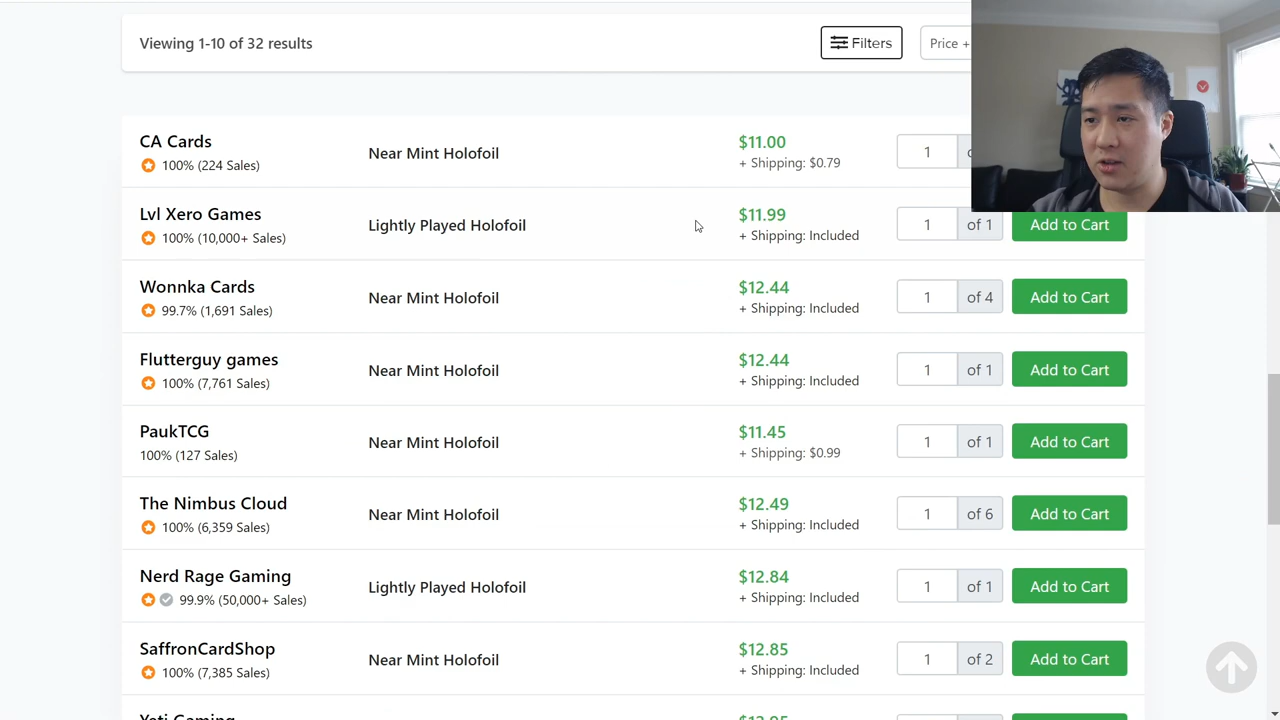 Viewing 1-10 of 32 results
Filters
Price +
CA Cards
100% (224 Sales)
Near Mint Holofoil
$11.00
+ Shipping: $0.79
1
Lvl Xero Games
100% (10,000+ Sales)
Lightly Played Holofoil
$11.99
+ Shipping: Included
1 of 1
Add to Cart
Wonnka Cards
99.7% (1,691 Sales)
Near Mint Holofoil
$12.44
+ Shipping: Included
1 of 4
Add to Cart
Flutterguy games
100% (7,761 Sales)
Near Mint Holofoil
$12.44
+ Shipping: Included
1 of 1
Add to Cart
PaukTCG
100% (127 Sales)
Near Mint Holofoil
$11.45
+ Shipping: $0.99
1 of 1
Add to Cart
The Nimbus Cloud
100% (6,359 Sales)
Near Mint Holofoil
$12.49
+ Shipping: Included
1 of 6
Add to Cart
Nerd Rage Gaming
99.9% (50,000+ Sales)
Lightly Played Holofoil
$12.84
+ Shipping: Included
1 of 1
Add to Cart
SaffronCardShop
100% (7,385 Sales)
Near Mint Holofoil
$12.85
+ Shipping: Included
1 of 2
Add to Cart
Yeti Gaming